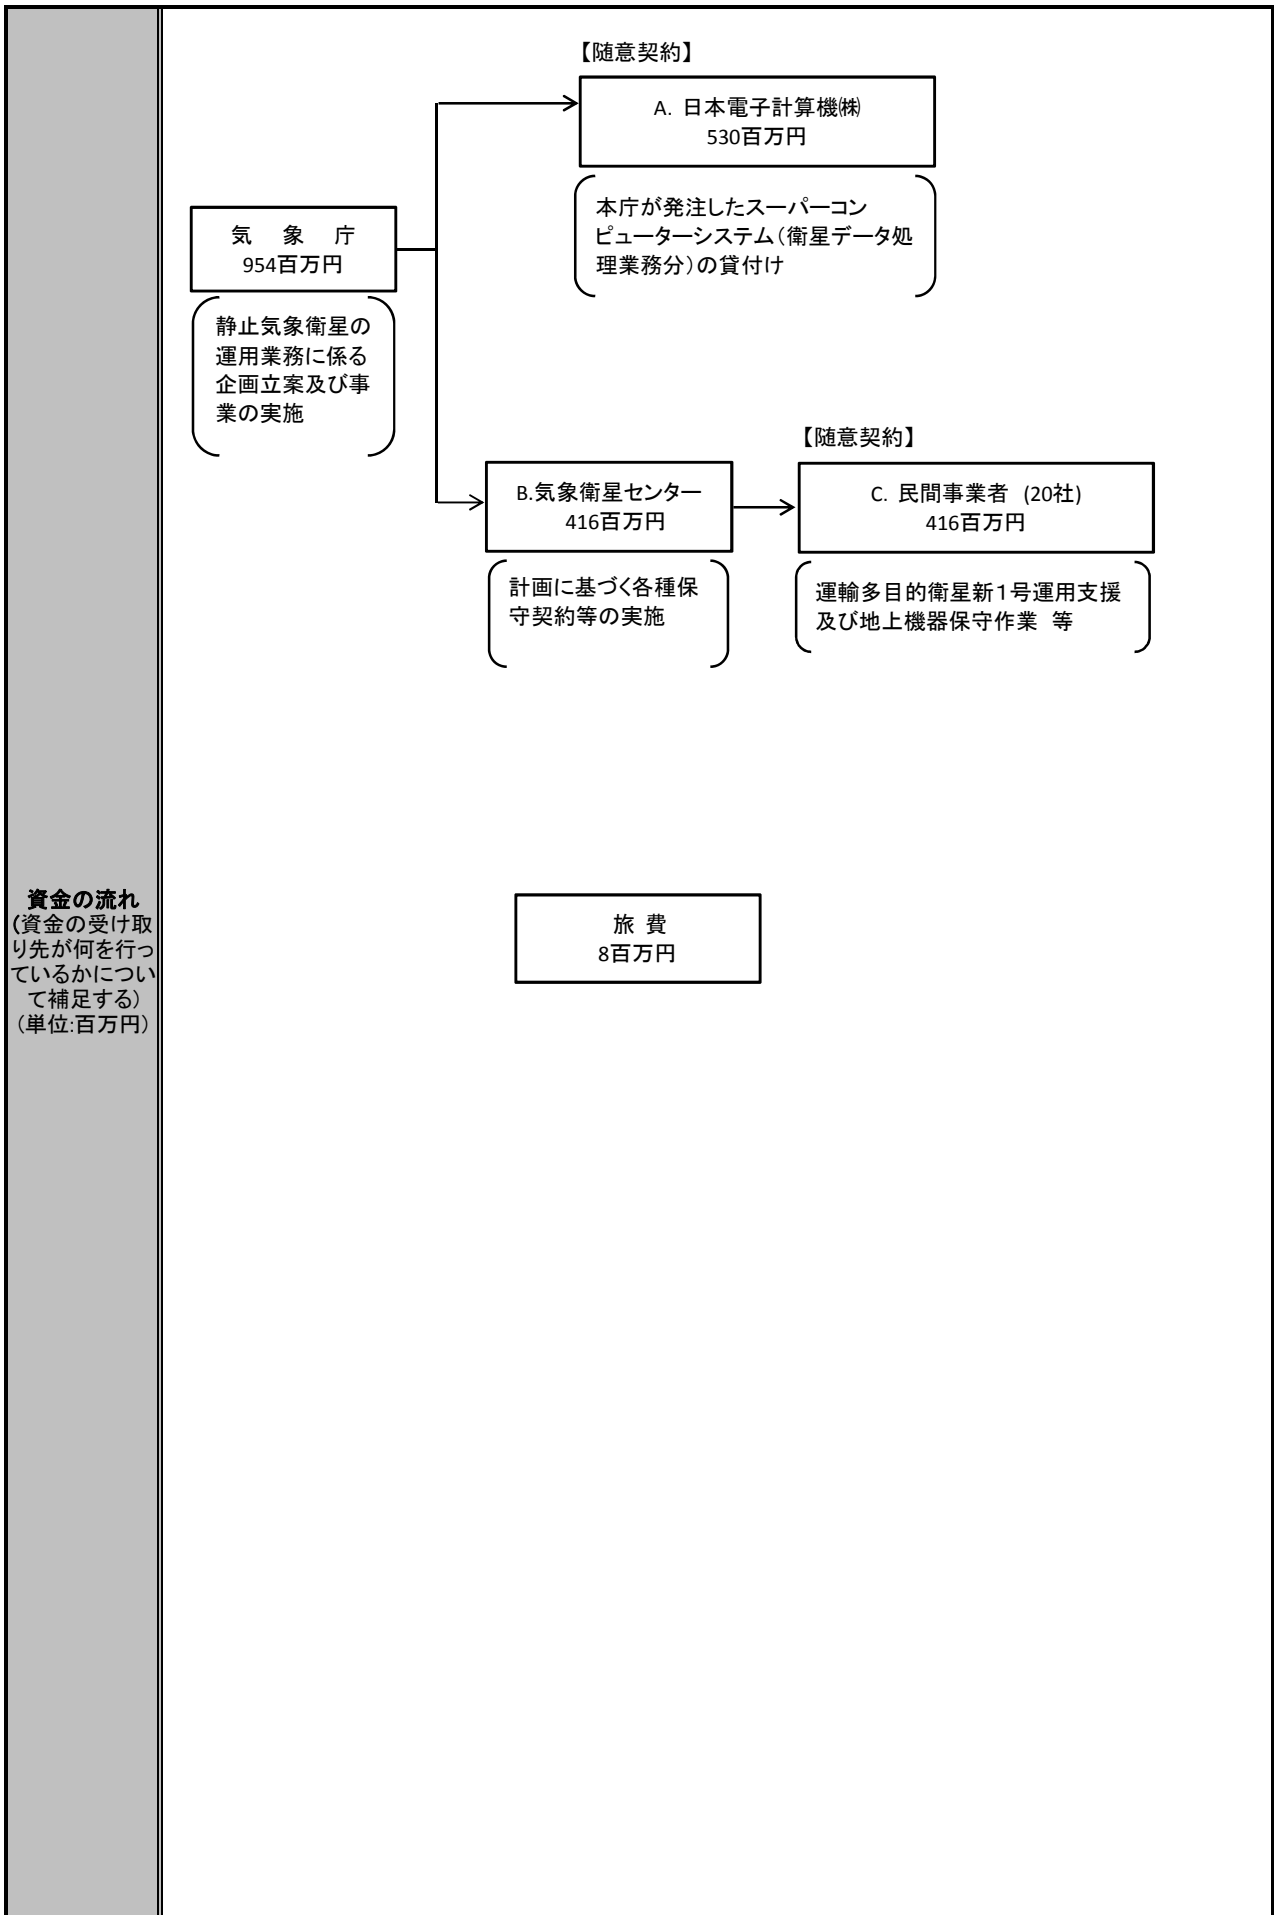 資金の流れ
(資金の受け取
り先が何を行っ
ているかについ
て補足する)
(単位:百万円)
【随意契約】
A. 日本電子計算機㈱
530百万円
本庁が発注したスーパーコン
ピューターシステム(衛星データ処
理業務分)の貸付け
気 象 庁
954百万円
静止気象衛星の
運用業務に係る
企画立案及び事
業の実施
【随意契約】
B.気象衛星センター
416百万円
計画に基づく各種保
守契約等の実施
C. 民間事業者 (20社)
416百万円
運輸多目的衛星新1号運用支援
及び地上機器保守作業 等
旅 費
8百万円